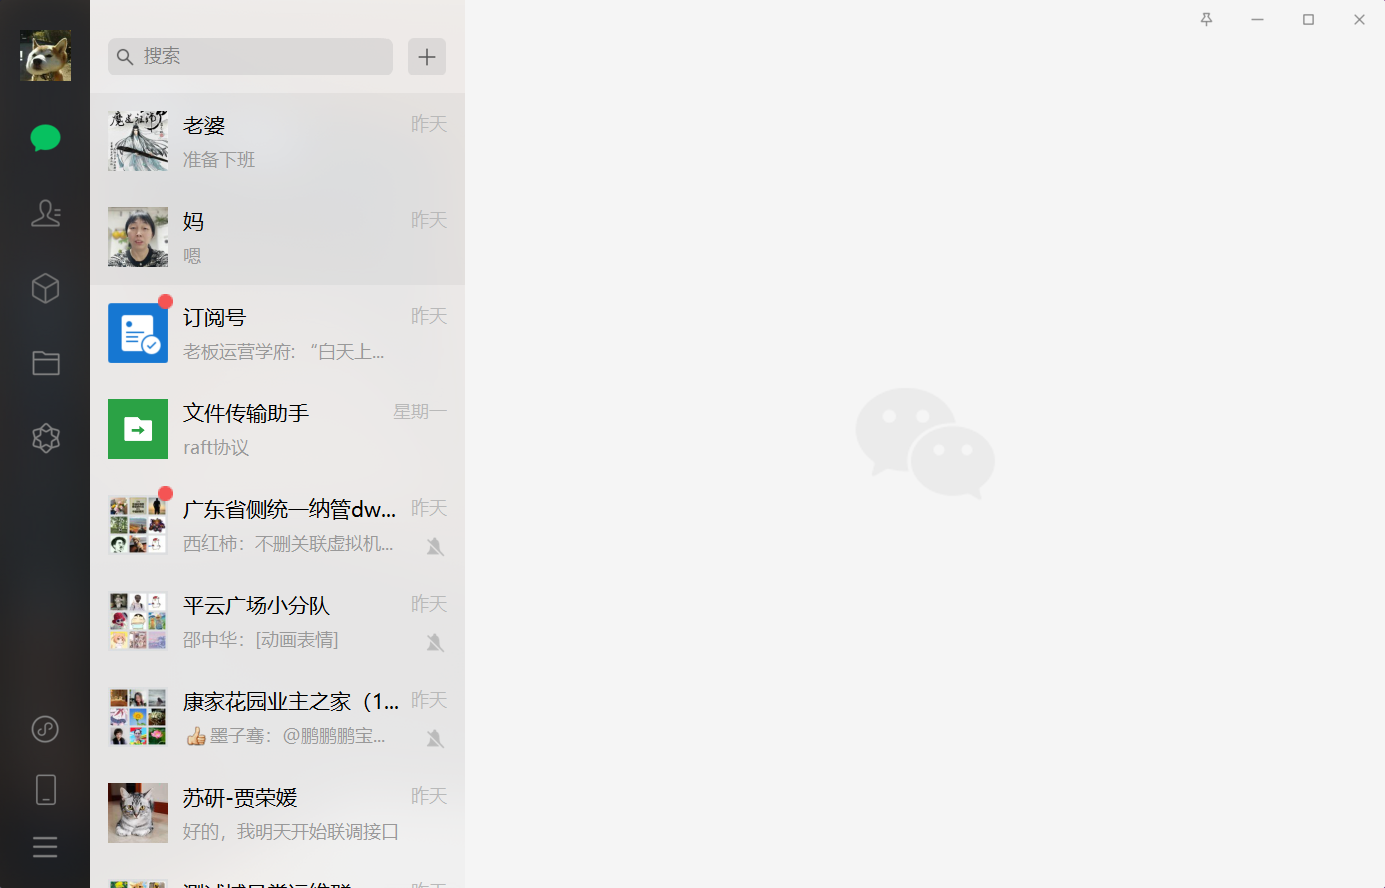 搜索
老婆
昨天
准备下班
妈
昨天
嗯
订阅号
昨天
老板运营学府: “白天上...
文件传输助手
星期一
raft协议
广东省侧统一纳管dw...
昨天
西红柿：不删关联虚拟机...
平云广场小分队
昨天
邵中华：[动画表情]
康家花园业主之家（1...
昨天
👍墨子骞：@鹏鹏鹏宝...
苏研-贾荣媛
昨天
好的，我明天开始联调接口
昨天